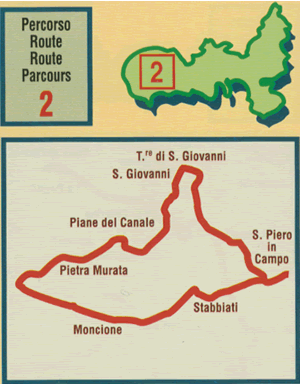 Percorso
Route
Route
Parcours
2
2
T.re di S. Giovanni
S. Giovanni
Piane del Canale
S. Piero
in
Campo
Pietra Murata
Stabbiati
Moncione